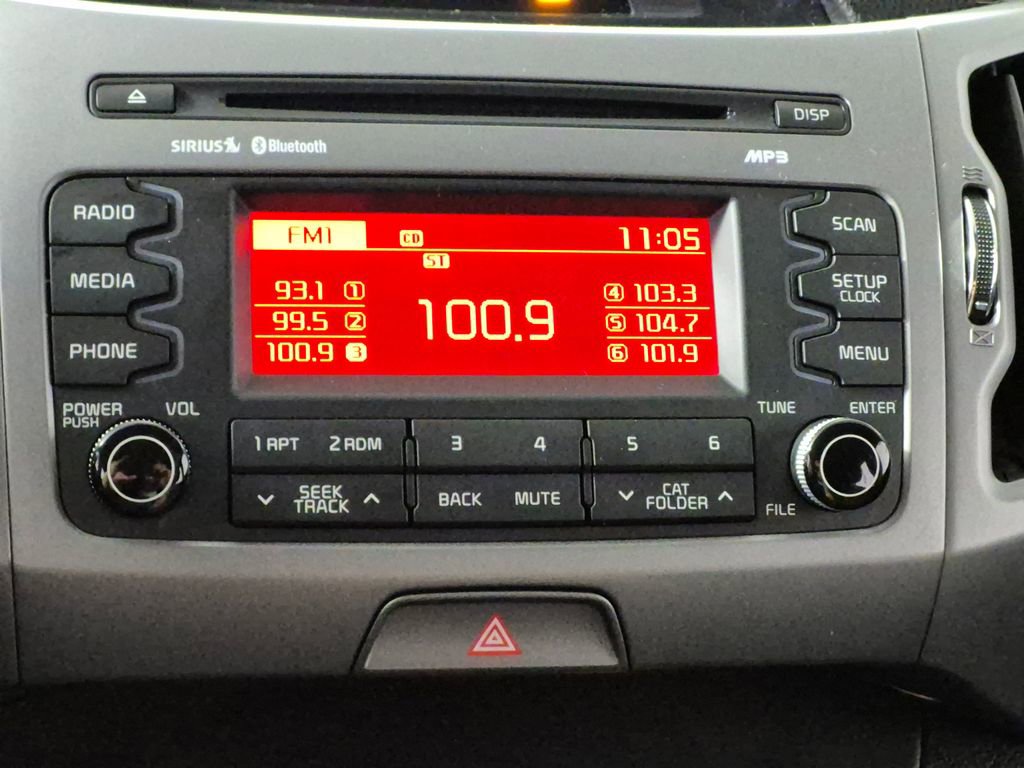 DISP
SIRIUS Bluetooth MP3
RADIO
MEDIA
PHONE
FM1 CD 11:05
ST
93.1 1
99.5 2
100.9 3
100.9
4 103.3
5 104.7
6 101.9
SCAN
SETUP
CLOCK
MENU
POWER
PUSH
VOL
1 RPT 2 RDM 3 4 5 6
SEEK
TRACK
BACK MUTE
CAT
FOLDER
TUNE ENTER
FILE